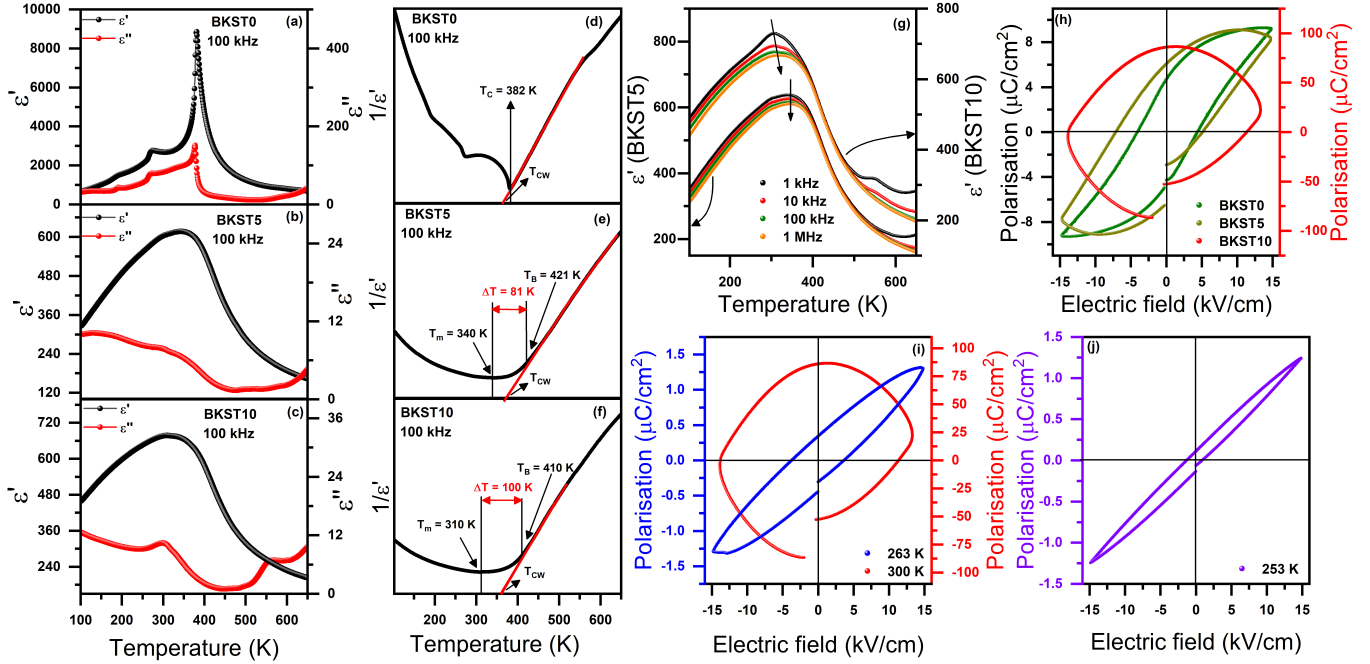 BKST0
100 kHz
(a)
ε'
ε''
10000
8000
6000
4000
2000
0
400
200
0
ε'
ε''
BKST5
100 kHz
(b)
ε'
ε''
600
480
360
240
120
24
18
12
6
0
ε'
ε''
BKST10
100 kHz
(c)
ε'
ε''
720
600
480
360
240
36
24
12
0
ε'
ε''
100 200 300 400 500 600
Temperature (K)
BKST0
100 kHz
(d)
T_C = 382 K
T_CW
1/ε'
BKST5
100 kHz
(e)
T_B = 421 K
ΔT = 81 K
T_m = 340 K
T_CW
1/ε'
BKST10
100 kHz
(f)
T_B = 410 K
ΔT = 100 K
T_m = 310 K
T_CW
1/ε'
200 300 400 500 600
Temperature (K)
(g)
800
700
600
500
400
300
200
ε' (BKST5)
800
600
400
200
ε' (BKST10)
1 kHz
10 kHz
100 kHz
1 MHz
200 400 600
Temperature (K)
(h)
8
4
0
-4
-8
Polarisation (μC/cm²)
100
75
50
25
0
-25
-50
-75
-100
Polarisation (μC/cm²)
BKST0
BKST5
BKST10
-15 -10 -5 0 5 10 15
Electric field (kV/cm)
(i)
1.5
1.0
0.5
0.0
-0.5
-1.0
-1.5
Polarisation (μC/cm²)
100
75
50
25
0
-25
-50
-75
-100
Polarisation (μC/cm²)
263 K
300 K
-15 -10 -5 0 5 10 15
Electric field (kV/cm)
(j)
1.5
1.0
0.5
0.0
-0.5
-1.0
-1.5
Polarisation (μC/cm²)
253 K
-15 -10 -5 0 5 10 15
Electric field (kV/cm)